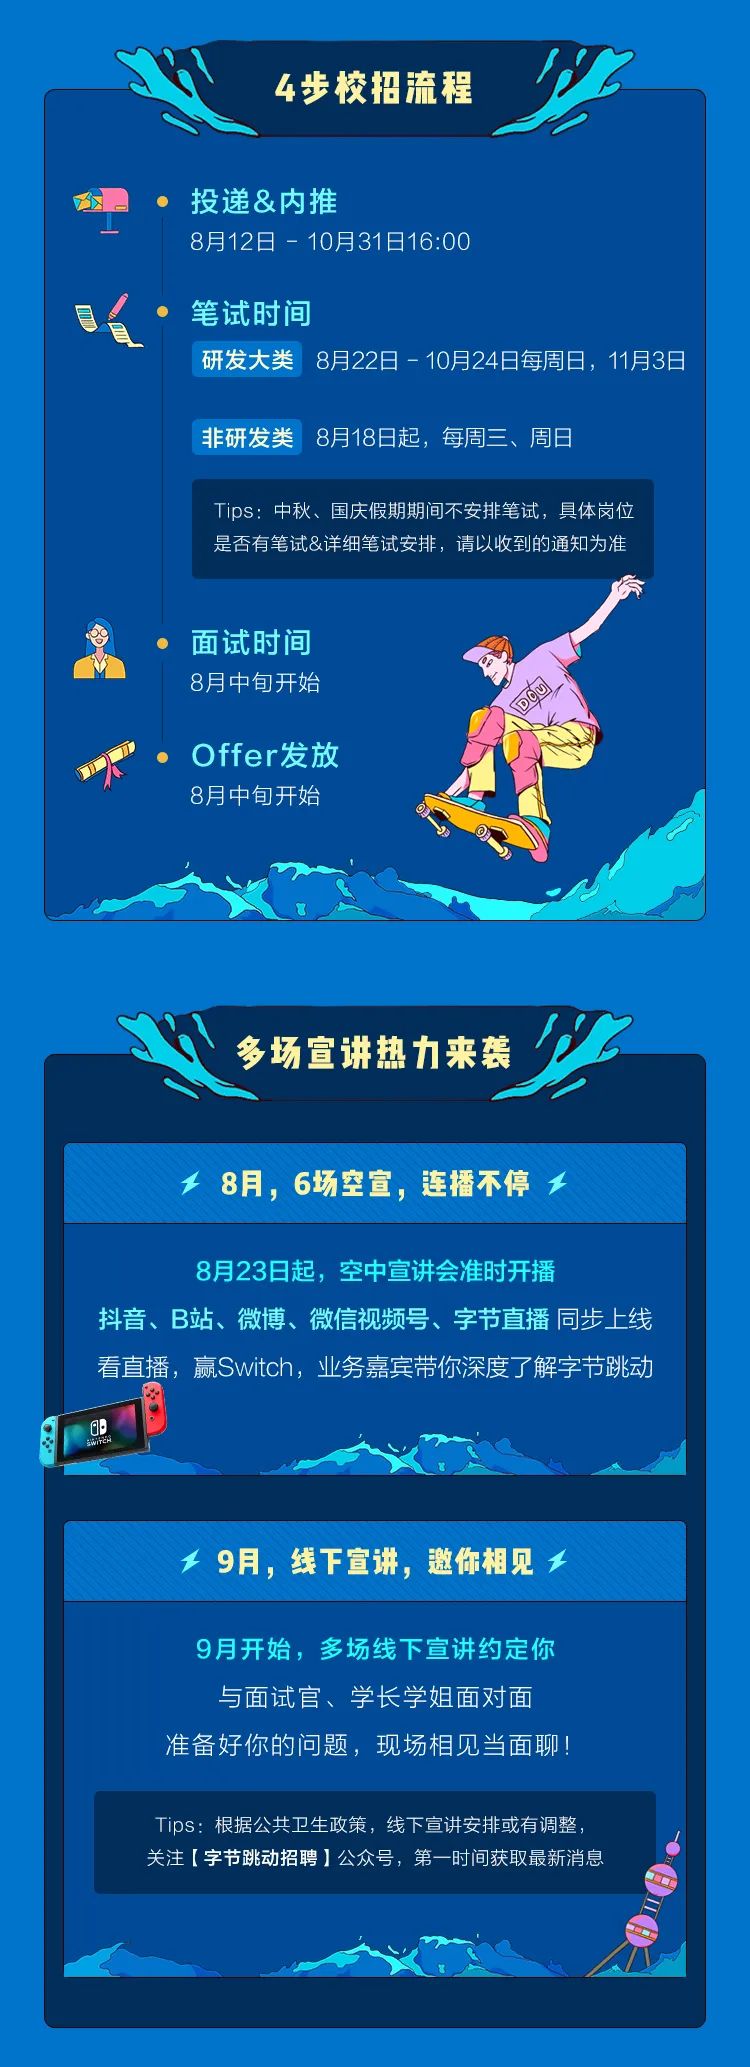 4步校招流程
投递&内推
8月12日 - 10月31日16:00
笔试时间
研发大类 8月22日 - 10月24日每周日，11月3日
非研发类 8月18日起，每周三、周日
Tips：中秋、国庆假期期间不安排笔试，具体岗位
是否有笔试&详细笔试安排，请以收到的通知为准
面试时间
8月中旬开始
DOU
Offer发放
8月中旬开始
多场宣讲热力来袭
8月，6场空宣，连播不停
8月23日起，空中宣讲会准时开播
抖音、B站、微博、微信视频号、字节直播 同步上线
看直播，赢Switch，业务嘉宾带你深度了解字节跳动
NINTENDO
SWITCH
9月，线下宣讲，邀你相见
9月开始，多场线下宣讲约定你
与面试官、学长学姐面对面
准备好你的问题，现场相见当面聊！
Tips：根据公共卫生政策，线下宣讲安排或有调整，
关注【字节跳动招聘】公众号，第一时间获取最新消息